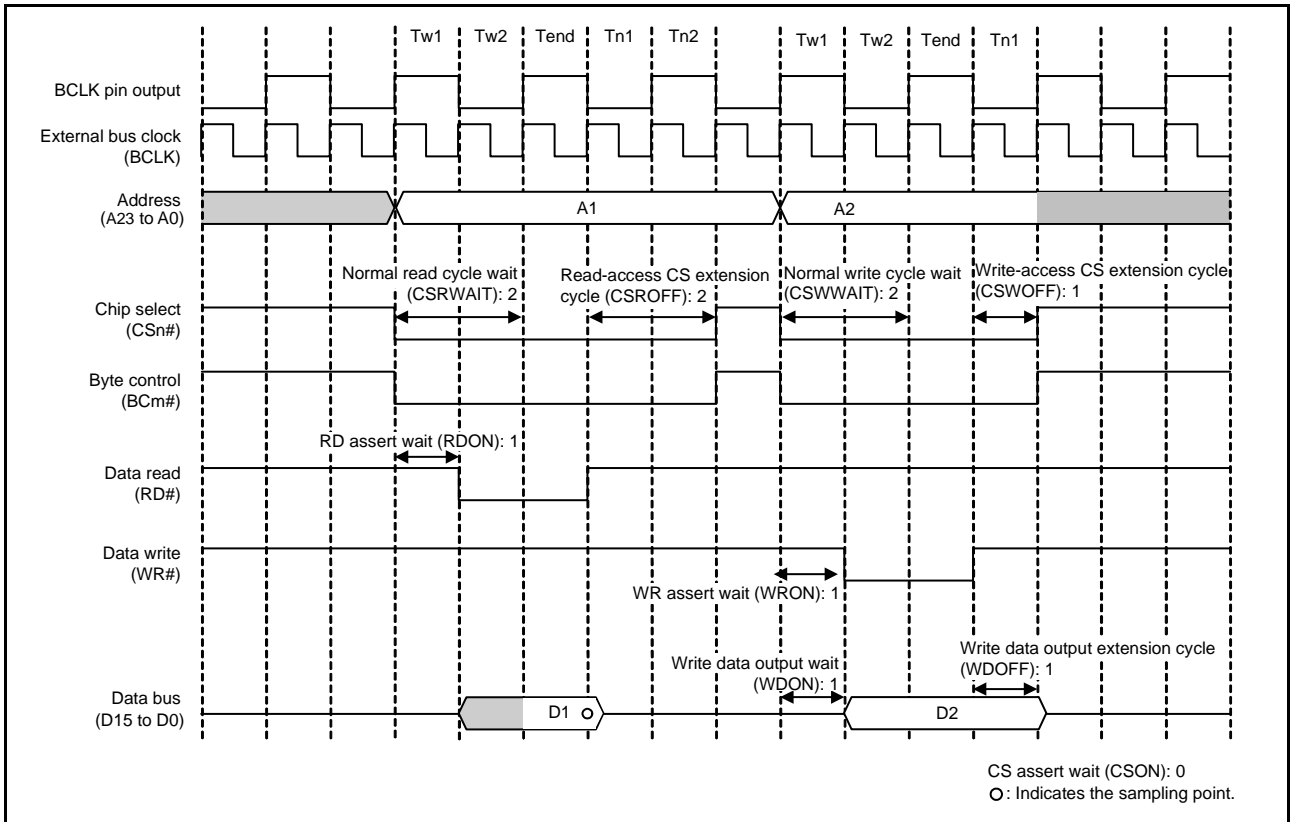 Tw1 Tw2 Tend Tn1 Tn2 Tw1 Tw2 Tend Tn1
BCLK pin output
External bus clock
(BCLK)
Address
(A23 to A0)
A1 A2
Normal read cycle wait
(CSRWAIT): 2
Read-access CS extension
cycle (CSROFF): 2
Normal write cycle wait
(CSWWAIT): 2
Write-access CS extension cycle
(CSWOFF): 1
Chip select
(CSn#)
Byte control
(BCm#)
RD assert wait (RDON): 1
Data read
(RD#)
Data write
(WR#)
WR assert wait (WRON): 1
Write data output wait
(WDON): 1
Write data output extension cycle
(WDOFF): 1
Data bus
(D15 to D0)
D1 D2
CS assert wait (CSON): 0
: Indicates the sampling point.